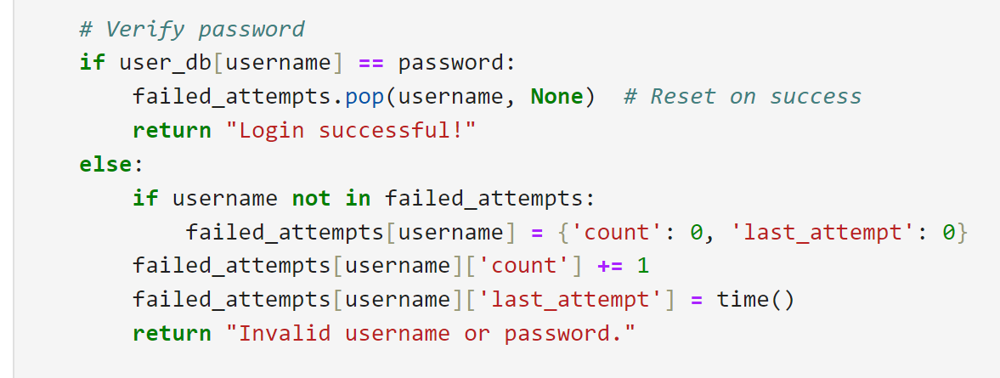 # Verify password
if user_db[username] == password:
    failed_attempts.pop(username, None)  # Reset on success
    return "Login successful!"
else:
    if username not in failed_attempts:
        failed_attempts[username] = {'count': 0, 'last_attempt': 0}
    failed_attempts[username]['count'] += 1
    failed_attempts[username]['last_attempt'] = time()
    return "Invalid username or password."